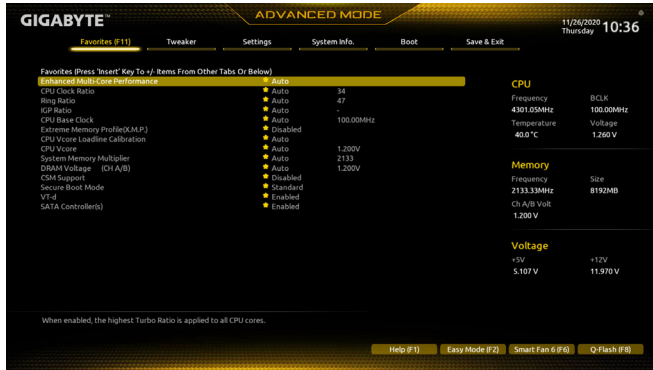 GIGABYTE™
ADVANCED MODE
11/26/2020 Thursday 10:36
Favorites (F11) Tweaker Settings System Info. Boot Save & Exit
Favorites (Press 'Insert' Key To +/- Items From Other Tabs Or Below)
Enhanced Multi-Core Performance Auto
CPU Clock Ratio Auto 34
Ring Ratio Auto 47
IGP Ratio Auto -
CPU Base Clock Auto 100.00MHz
Extreme Memory Profile(X.M.P.) Disabled
CPU Vcore Loadline Calibration Auto
CPU Vcore Auto 1.200V
System Memory Multiplier Auto 2133
DRAM Voltage (CH A/B) Auto 1.200V
CSM Support Disabled
Secure Boot Mode Standard
VT-d Enabled
SATA Controller(s) Enabled
CPU
Frequency BCLK
4301.05MHz 100.00MHz
Temperature Voltage
40.0 °C 1.260 V
Memory
Frequency Size
2133.33MHz 8192MB
Ch A/B Volt
1.200 V
Voltage
+5V +12V
5.107 V 11.970 V
When enabled, the highest Turbo Ratio is applied to all CPU cores.
Help (F1) Easy Mode (F2) Smart Fan 6 (F6) Q-Flash (F8)